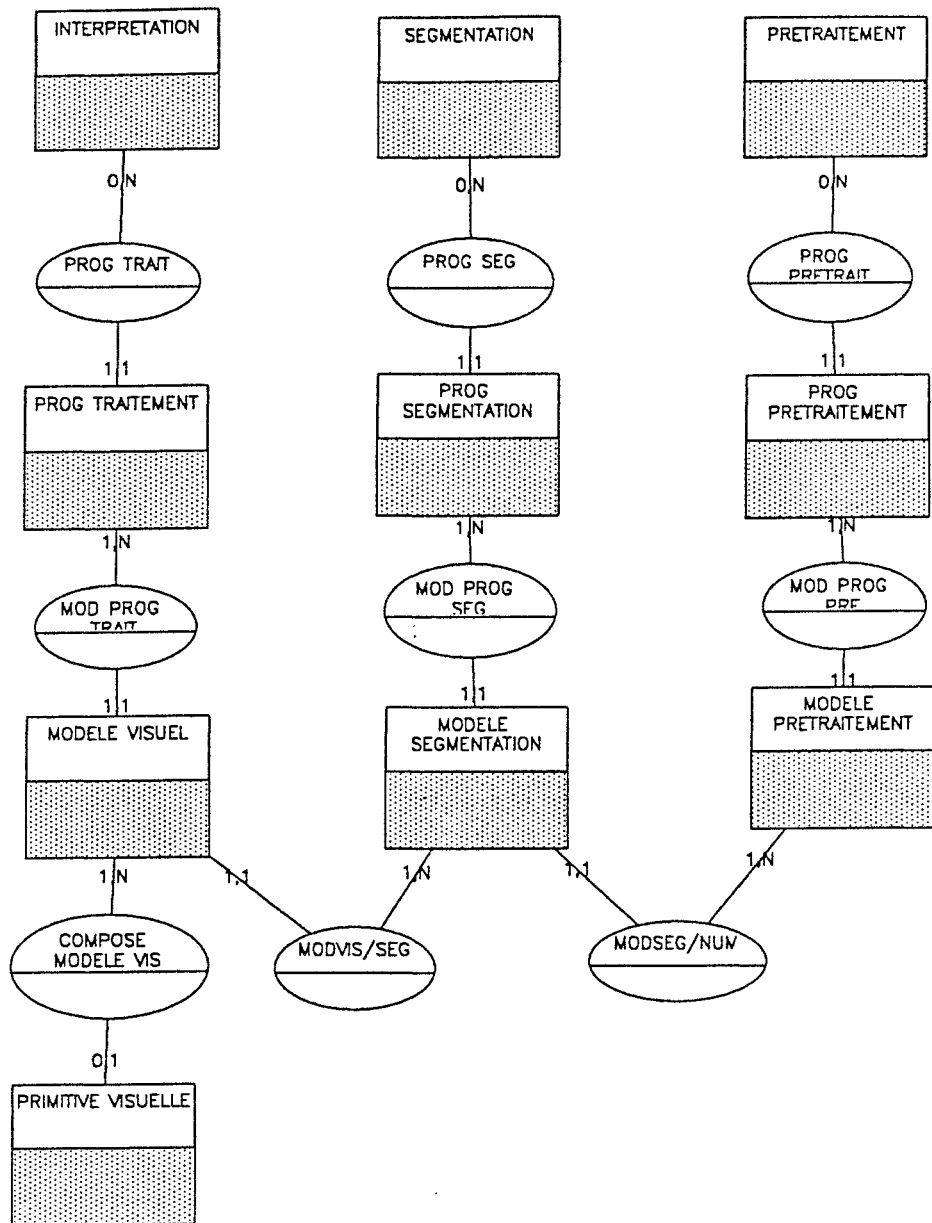 INTERPRETATION
SEGMENTATION
PRETRAITEMENT
0,N
0,N
0,N
PROG TRAIT
PROG SEG
PROG
PRETRAIT
1,1
1,1
1,1
PROG TRAITEMENT
PROG
SEGMENTATION
PROG
PRETRAITEMENT
1,N
1,N
1,N
MOD PROG
TRAIT
MOD PROG
SEG
MOD PROG
PRE
1,1
1,1
1,1
MODELE VISUEL
MODELE
SEGMENTATION
MODELE
PRETRAITEMENT
1,N
1,1
1,N
1,1
1,N
COMPOSE
MODELE VIS
MODVIS/SEG
MODSEG/NUM
0,1
PRIMITIVE VISUELLE